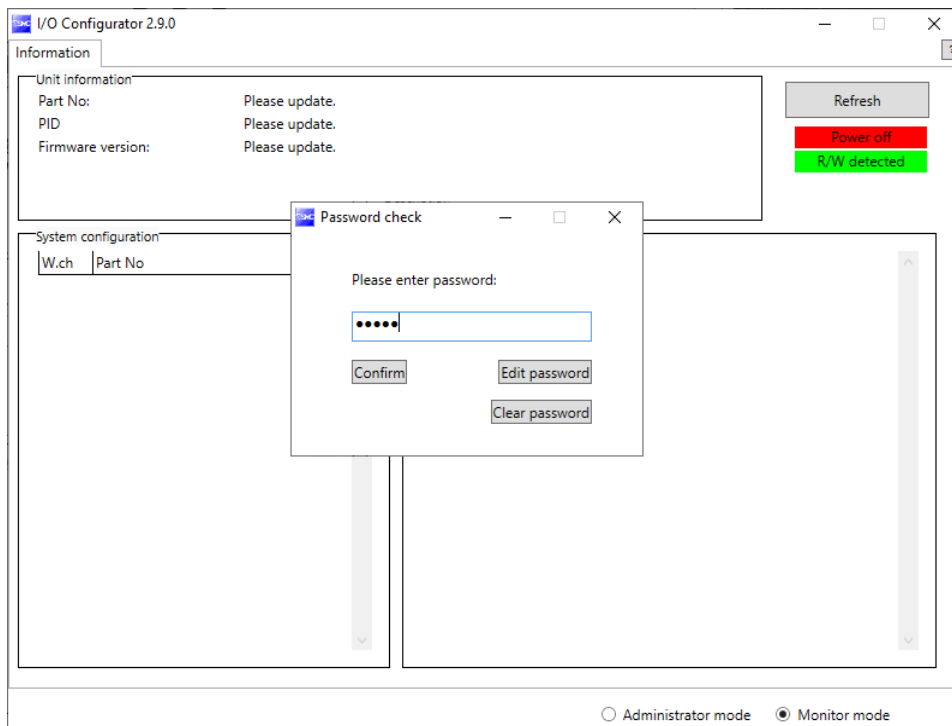 I/O Configurator 2.9.0
Information
?
Unit information
Part No: Please update.
PID Please update.
Firmware version: Please update.
Refresh
Power off
R/W detected
SMC Password check
Please enter password:
•••••
Confirm
Edit password
Clear password
System configuration
W.ch Part No
Administrator mode
Monitor mode